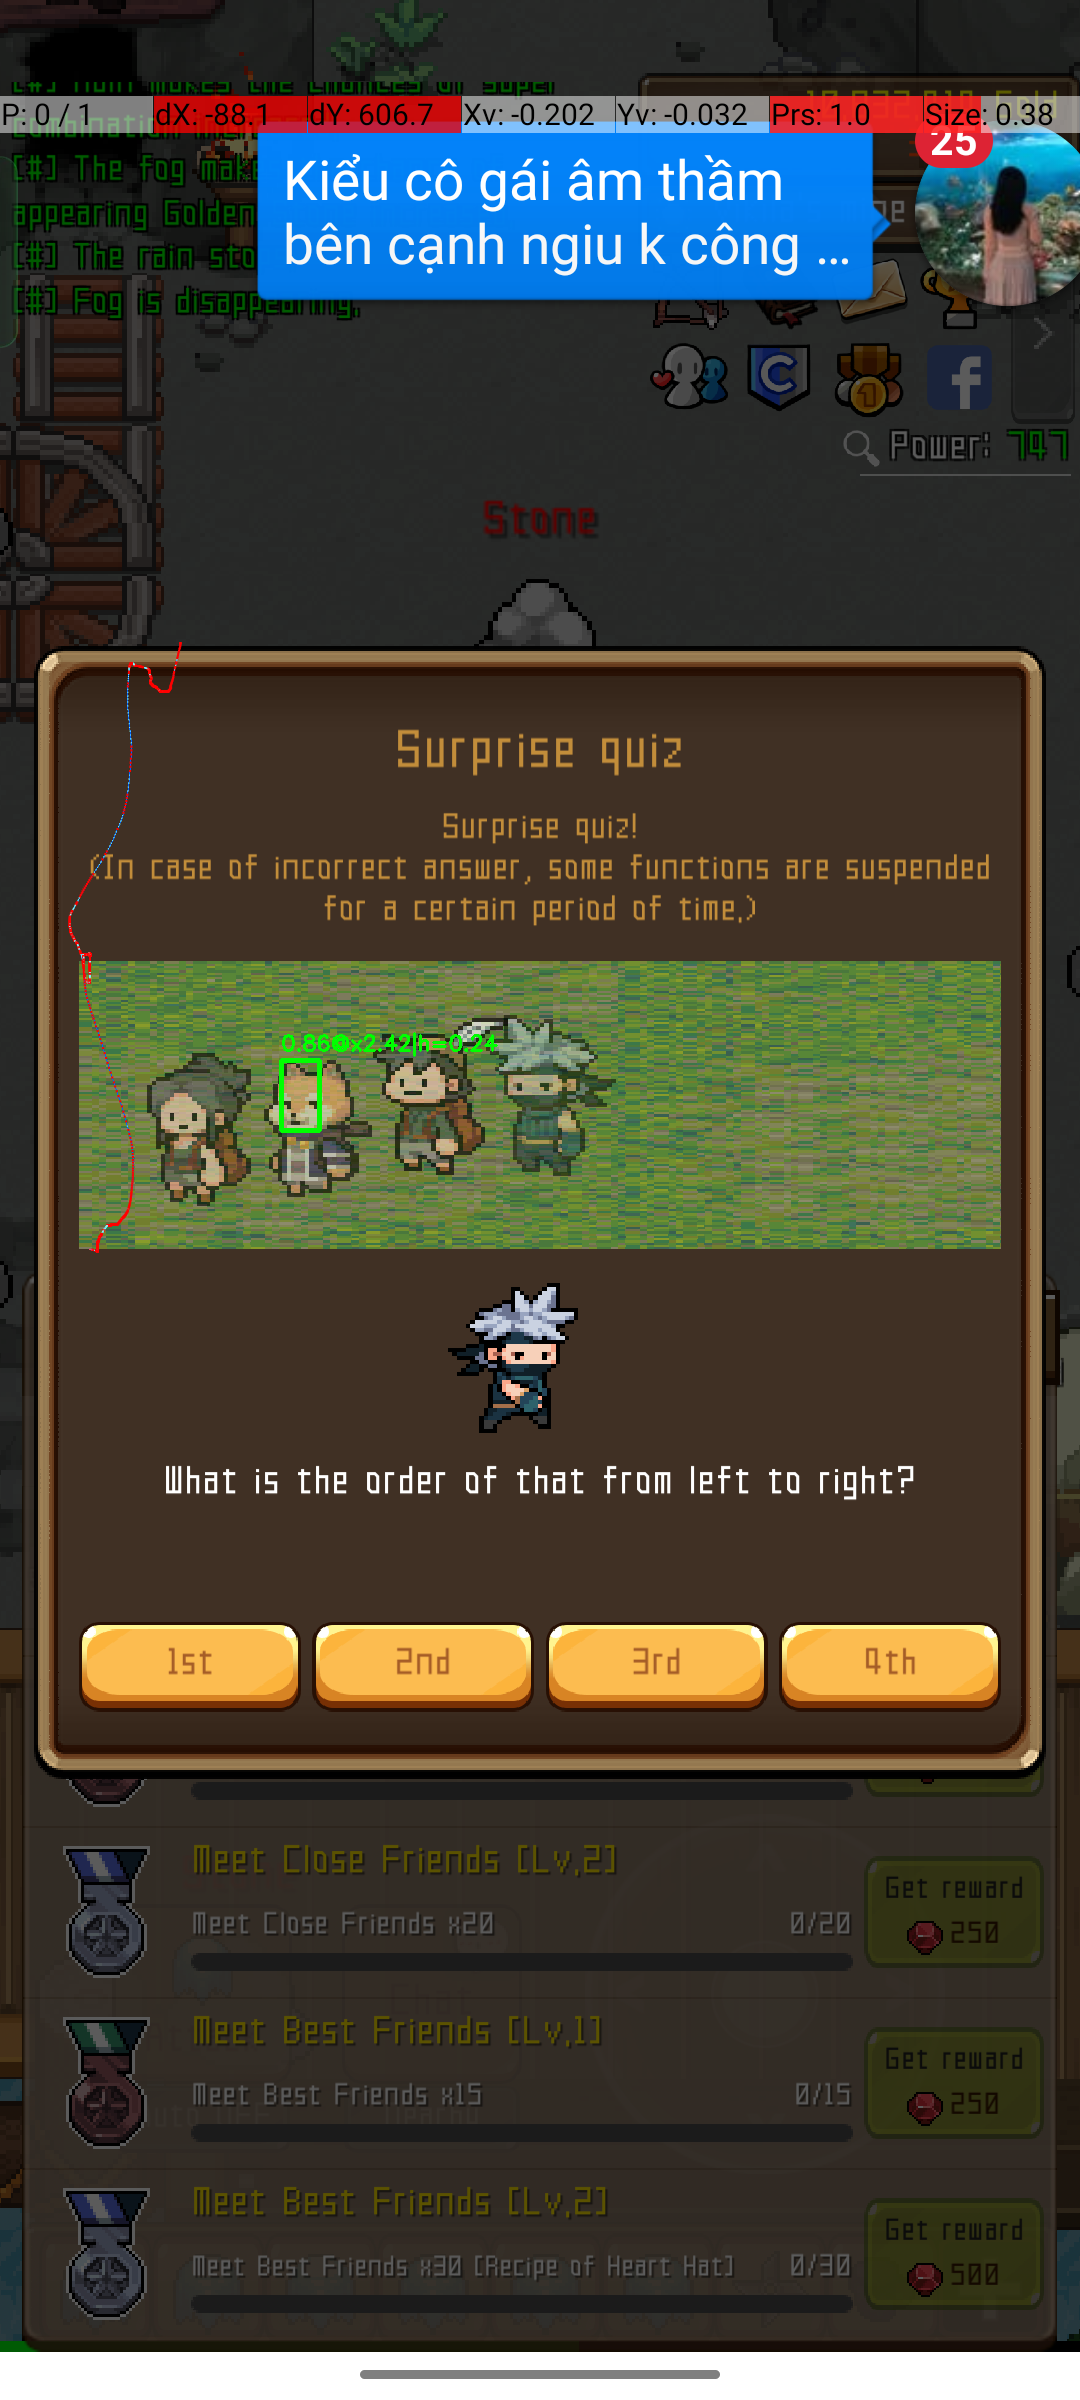 [#] Hunt makes the chances of super
P: 0 / 1
dX: -88.1
dY: 606.7
Xv: -0.202
Yv: -0.032
Prs: 1.0
Size: 0.38
25
Kiểu cô gái âm thầm
bên cạnh ngiu k công ...
[#] The fog make
appearing Golden
[#] The rain sto
[#] Fog is disappearing.
Power: 747
Stone
Surprise quiz
Surprise quiz!
(In case of incorrect answer, some functions are suspended
for a certain period of time.)
What is the order of that from left to right?
1st
2nd
3rd
4th
Meet Close Friends [Lv.2]
Meet Close Friends x20
0/20
Get reward
250
Meet Best Friends [Lv.1]
Meet Best Friends x15
0/15
Get reward
250
Meet Best Friends [Lv.2]
Meet Best Friends x30 [Recipe of Heart Hat]
0/30
Get reward
500